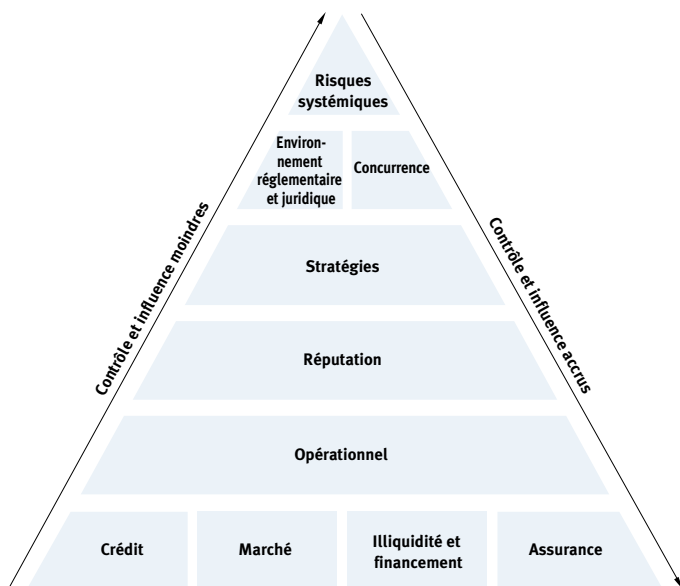 Risques
systémiques
Environ-
nement
réglementaire
et juridique
Concurrence
Contrôle et influence moindres
Contrôle et influence accrus
Stratégies
Réputation
Opérationnel
Crédit
Marché
Illiquidité et
financement
Assurance